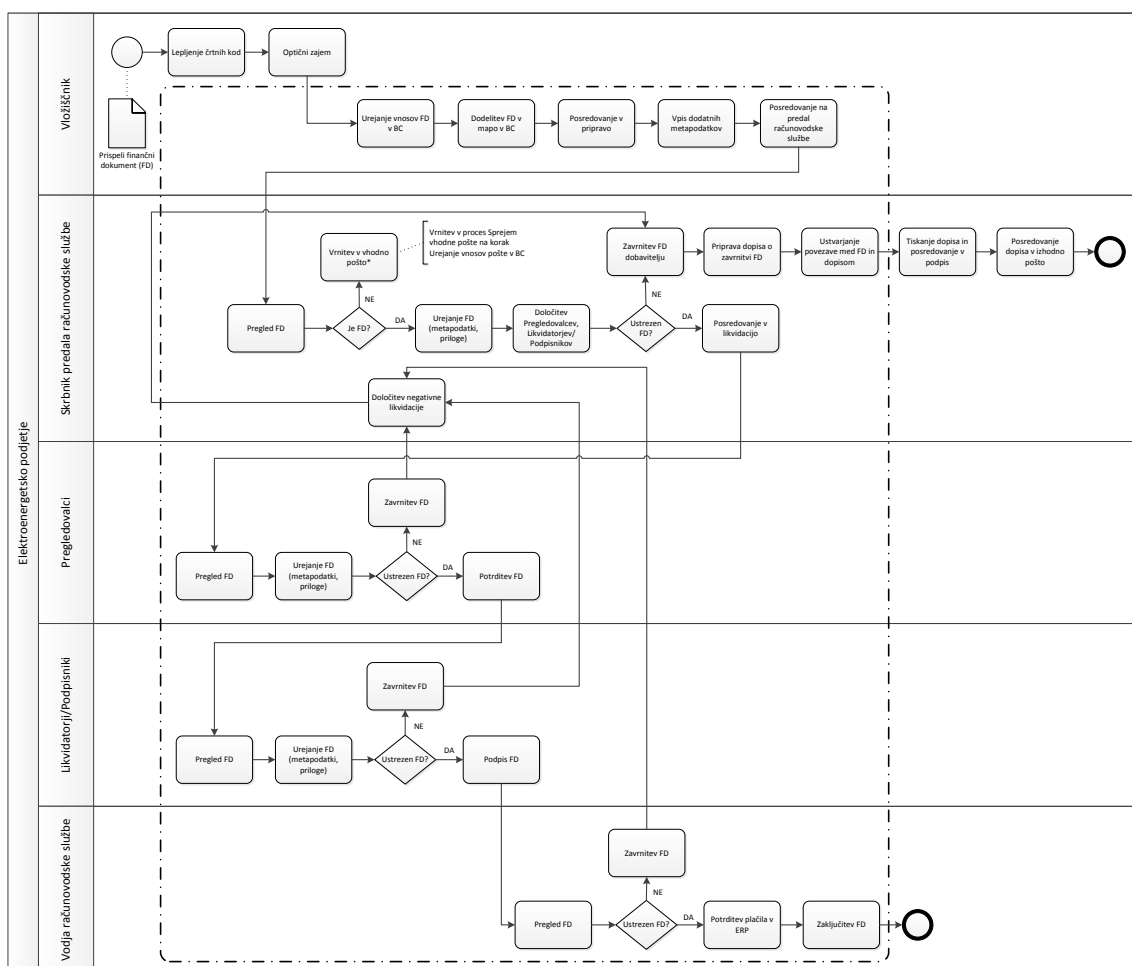 Elektroenergetsko podjetje
Vložiščnik
Lepljenje črtnih kod
Optični zajem
Prispeli finančni
dokument (FD)
Urejanje vnosov FD
v BC
Dodelitev FD v
mapo v BC
Posredovanje v
pripravo
Vpis dodatnih
metapodatkov
Posredovanje na
predal
računovodske
službe
Skrbnik predala računovodske službe
Vrnitev v vhodno
pošto*
Vrnitev v proces Sprejem
vhodne pošte na korak
Urejanje vnosov pošte v BC
Zavrnitev FD
dobavitelju
Priprava dopisa o
zavrnitvi FD
Ustvarjanje
povezave med FD in
dopisom
Tiskanje dopisa in
posredovanje v
podpis
Posredovanje
dopisa v izhodno
pošto
NE
NE
Pregled FD
Je FD?
DA
Urejanje FD
(metapodatki,
priloge)
Določitev
Pregledovalcev,
Likvidatorjev/
Podpisnikov
Ustrezen
FD?
DA
Posredovanje v
likvidacijo
Določitev negativne
likvidacije
Pregledovalci
Zavrnitev FD
NE
Pregled FD
Urejanje FD
(metapodatki,
priloge)
Ustrezen FD?
DA
Potrditev FD
Likvidatorji/Podpisniki
Zavrnitev FD
NE
Pregled FD
Urejanje FD
(metapodatki,
priloge)
Ustrezen FD?
DA
Podpis FD
Vodja računovodske službe
Zavrnitev FD
NE
Pregled FD
Ustrezen FD?
DA
Potrditev plačila v
ERP
Zaključitev FD